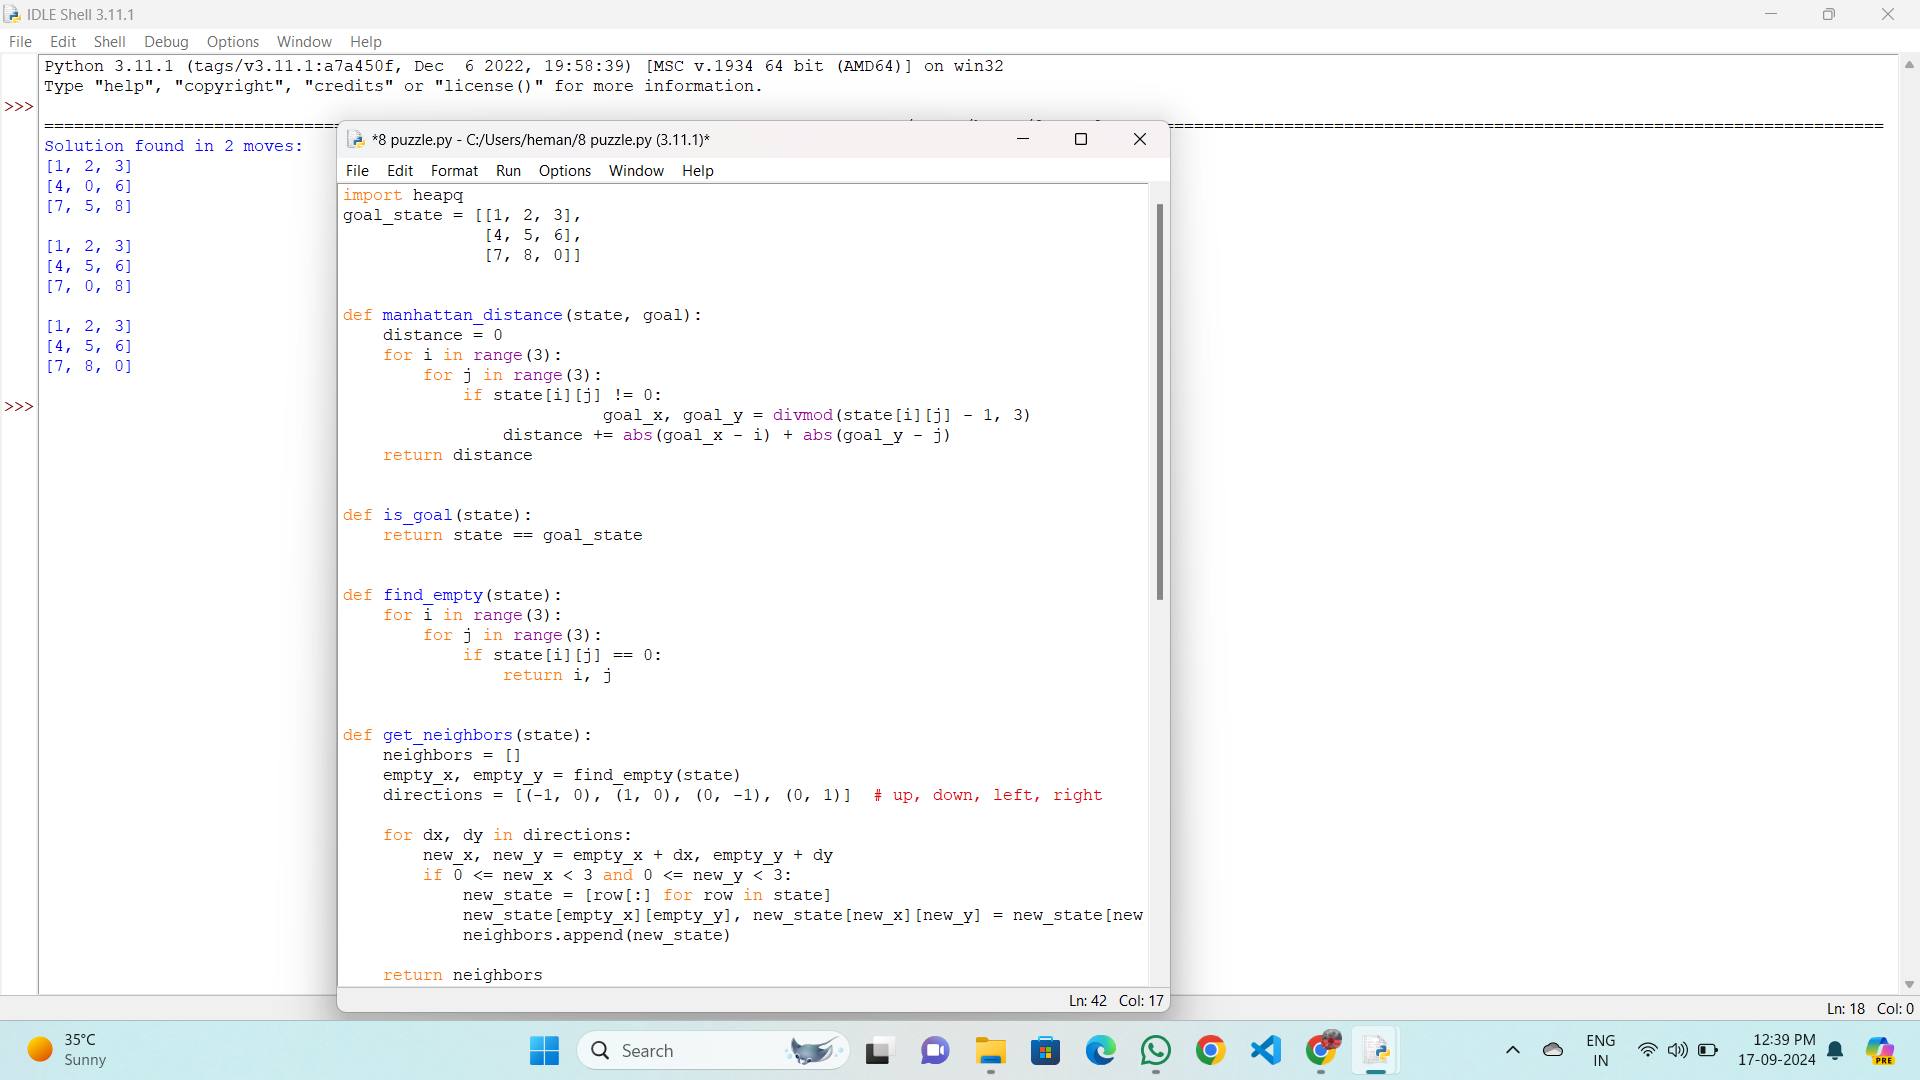 IDLE Shell 3.11.1
File Edit Shell Debug Options Window Help
Python 3.11.1 (tags/v3.11.1:a7a450f, Dec  6 2022, 19:58:39) [MSC v.1934 64 bit (AMD64)] on win32
Type "help", "copyright", "credits" or "license()" for more information.
>>>
Solution found in 2 moves:
[1, 2, 3]
[4, 0, 6]
[7, 5, 8]
[1, 2, 3]
[4, 5, 6]
[7, 0, 8]
[1, 2, 3]
[4, 5, 6]
[7, 8, 0]
>>>
*8 puzzle.py - C:/Users/heman/8 puzzle.py (3.11.1)*
File Edit Format Run Options Window Help
import heapq
goal_state = [[1, 2, 3],
              [4, 5, 6],
              [7, 8, 0]]
def manhattan_distance(state, goal):
    distance = 0
    for i in range(3):
        for j in range(3):
            if state[i][j] != 0:
                          goal_x, goal_y = divmod(state[i][j] - 1, 3)
                distance += abs(goal_x - i) + abs(goal_y - j)
    return distance
def is_goal(state):
    return state == goal_state
def find_empty(state):
    for i in range(3):
        for j in range(3):
            if state[i][j] == 0:
                return i, j
def get_neighbors(state):
    neighbors = []
    empty_x, empty_y = find_empty(state)
    directions = [(-1, 0), (1, 0), (0, -1), (0, 1)]  # up, down, left, right
    for dx, dy in directions:
        new_x, new_y = empty_x + dx, empty_y + dy
        if 0 <= new_x < 3 and 0 <= new_y < 3:
            new_state = [row[:] for row in state]
            new_state[empty_x][empty_y], new_state[new_x][new_y] = new_state[new
            neighbors.append(new_state)
    return neighbors
Ln: 42 Col: 17
Ln: 18 Col: 0
35°C
Sunny
Search
ENG
IN
12:39 PM
17-09-2024
PRE